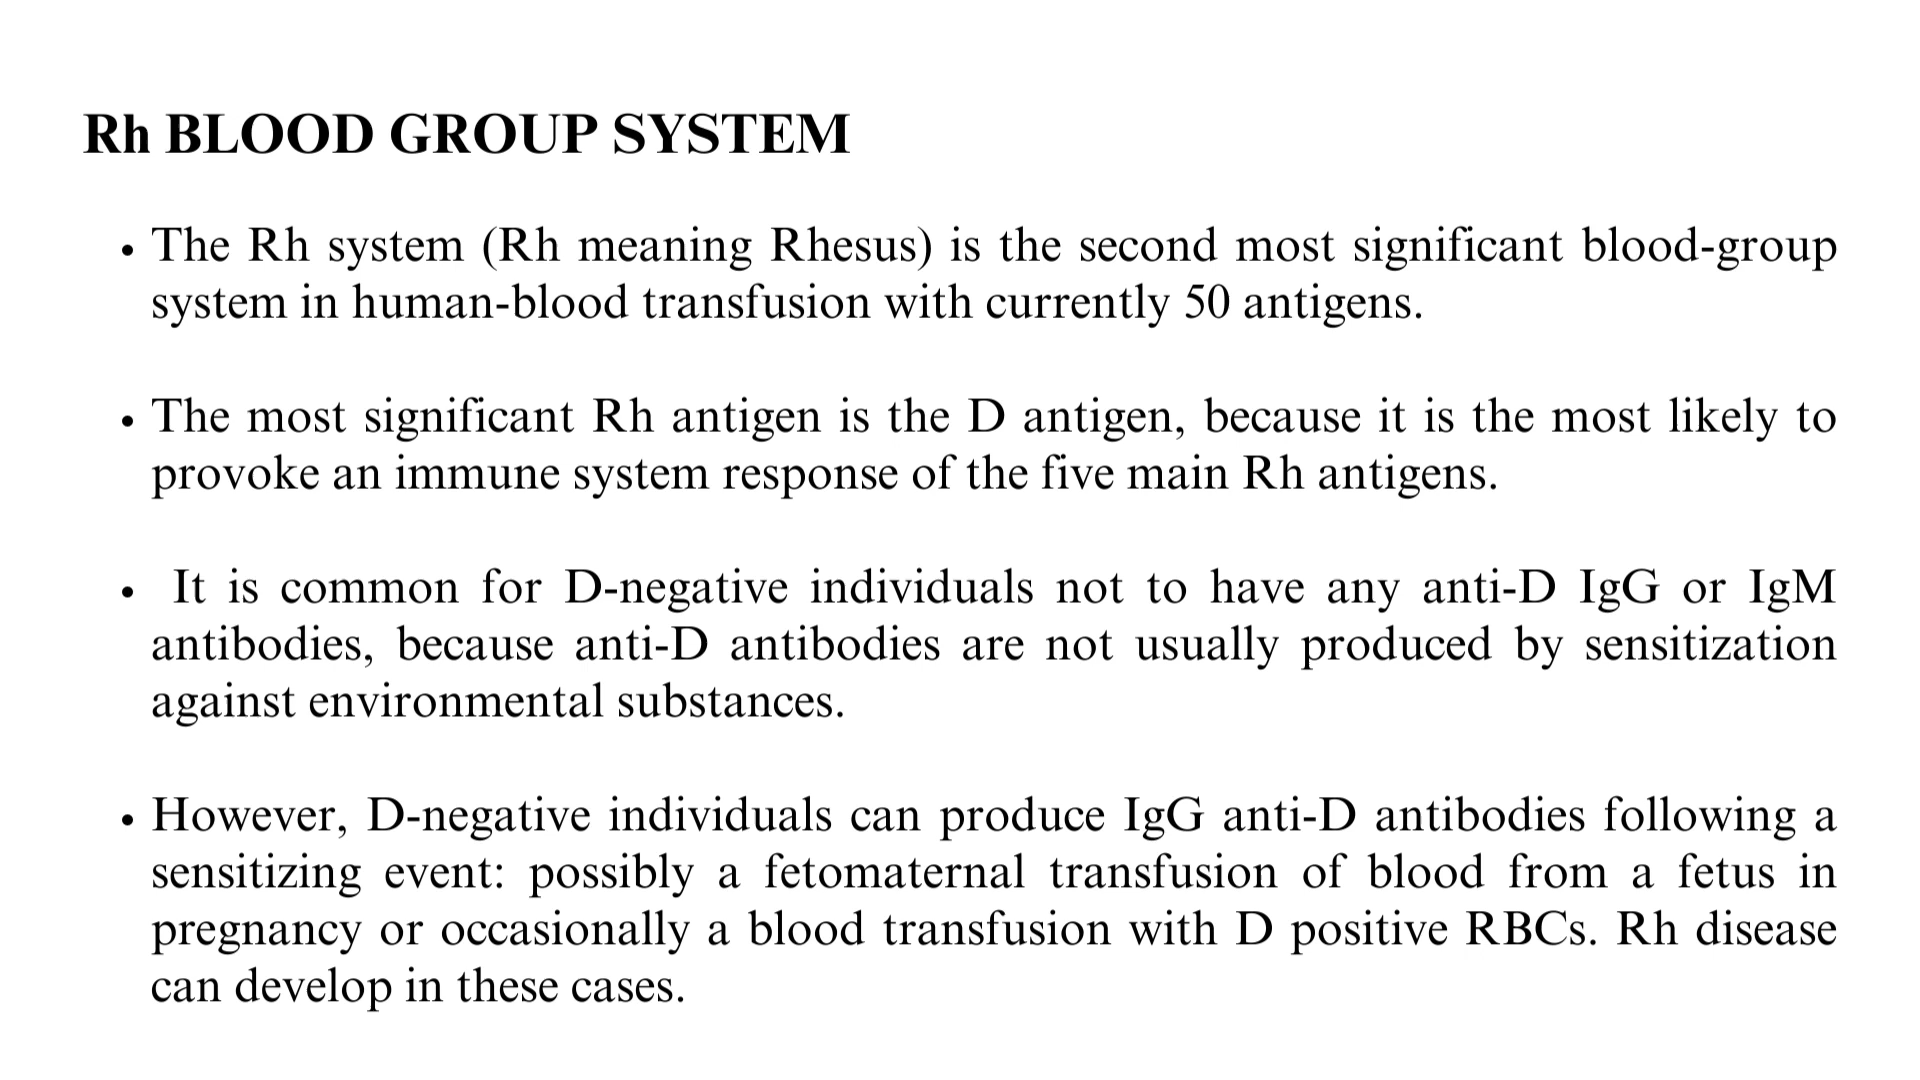 Rh BLOOD GROUP SYSTEM
• The Rh system (Rh meaning Rhesus) is the second most significant blood-group
system in human-blood transfusion with currently 50 antigens.
• The most significant Rh antigen is the D antigen, because it is the most likely to
provoke an immune system response of the five main Rh antigens.
• It is common for D-negative individuals not to have any anti-D IgG or IgM
antibodies, because anti-D antibodies are not usually produced by sensitization
against environmental substances.
• However, D-negative individuals can produce IgG anti-D antibodies following a
sensitizing event: possibly a fetomaternal transfusion of blood from a fetus in
pregnancy or occasionally a blood transfusion with D positive RBCs. Rh disease
can develop in these cases.